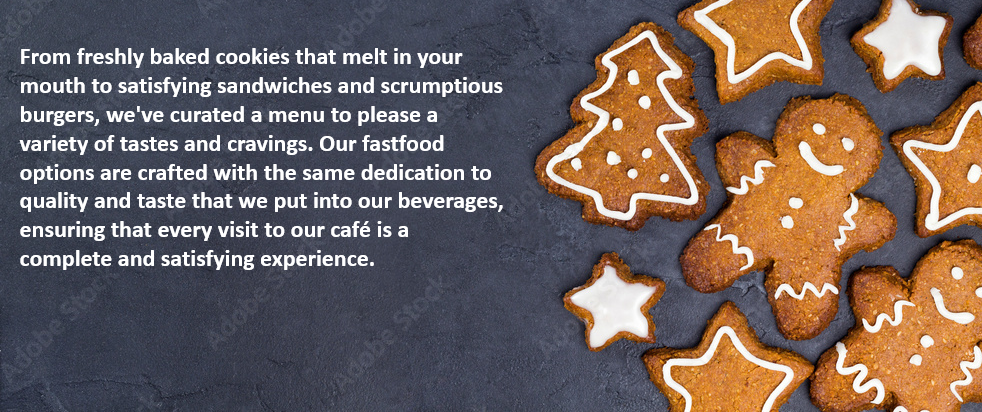 From freshly baked cookies that melt in your
mouth to satisfying sandwiches and scrumptious
burgers, we've curated a menu to please a
variety of tastes and cravings. Our fastfood
options are crafted with the same dedication to
quality and taste that we put into our beverages,
ensuring that every visit to our café is a
complete and satisfying experience.
Adobe Stock